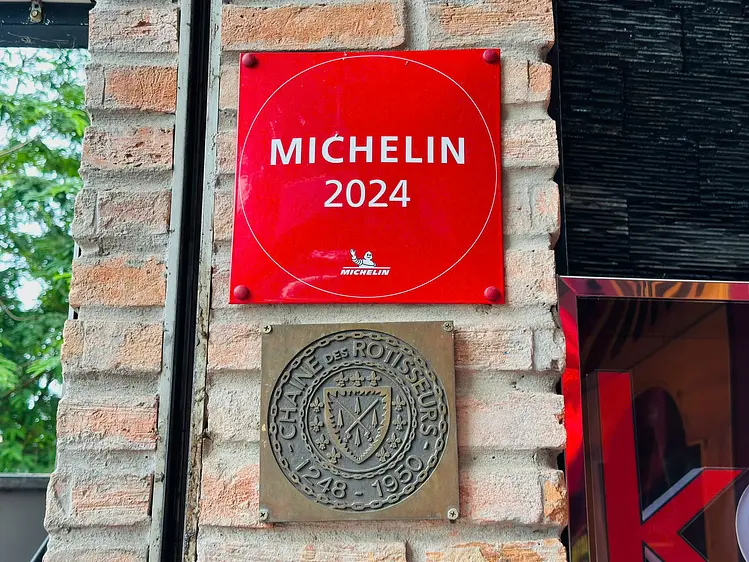 MICHELIN
2024
MICHELIN
CHAINE DES ROTISSEURS
- 1248 - 1950 -
k